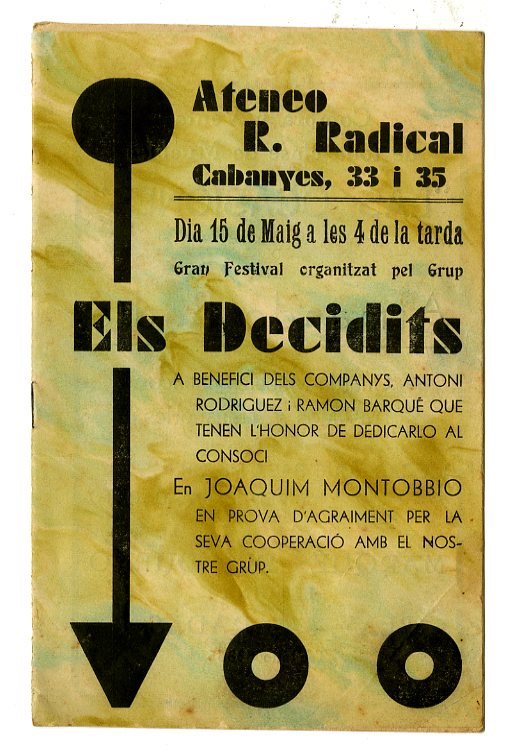 Ateneo
R. Radical
Cabanyes, 33 i 35
Dia 15 de Maig a les 4 de la tarda
Gran Festival organitzat pel Grup
Els Decidits
A BENEFICI DELS COMPANYS, ANTONI
RODRIGUEZ i RAMON BARQUÉ QUE
TENEN L'HONOR DE DEDICARLO AL
CONSOCI
En JOAQUIM MONTOBBIO
EN PROVA D'AGRAIMENT PER LA
SEVA COOPERACIÓ AMB EL NOS-
TRE GRÚP.